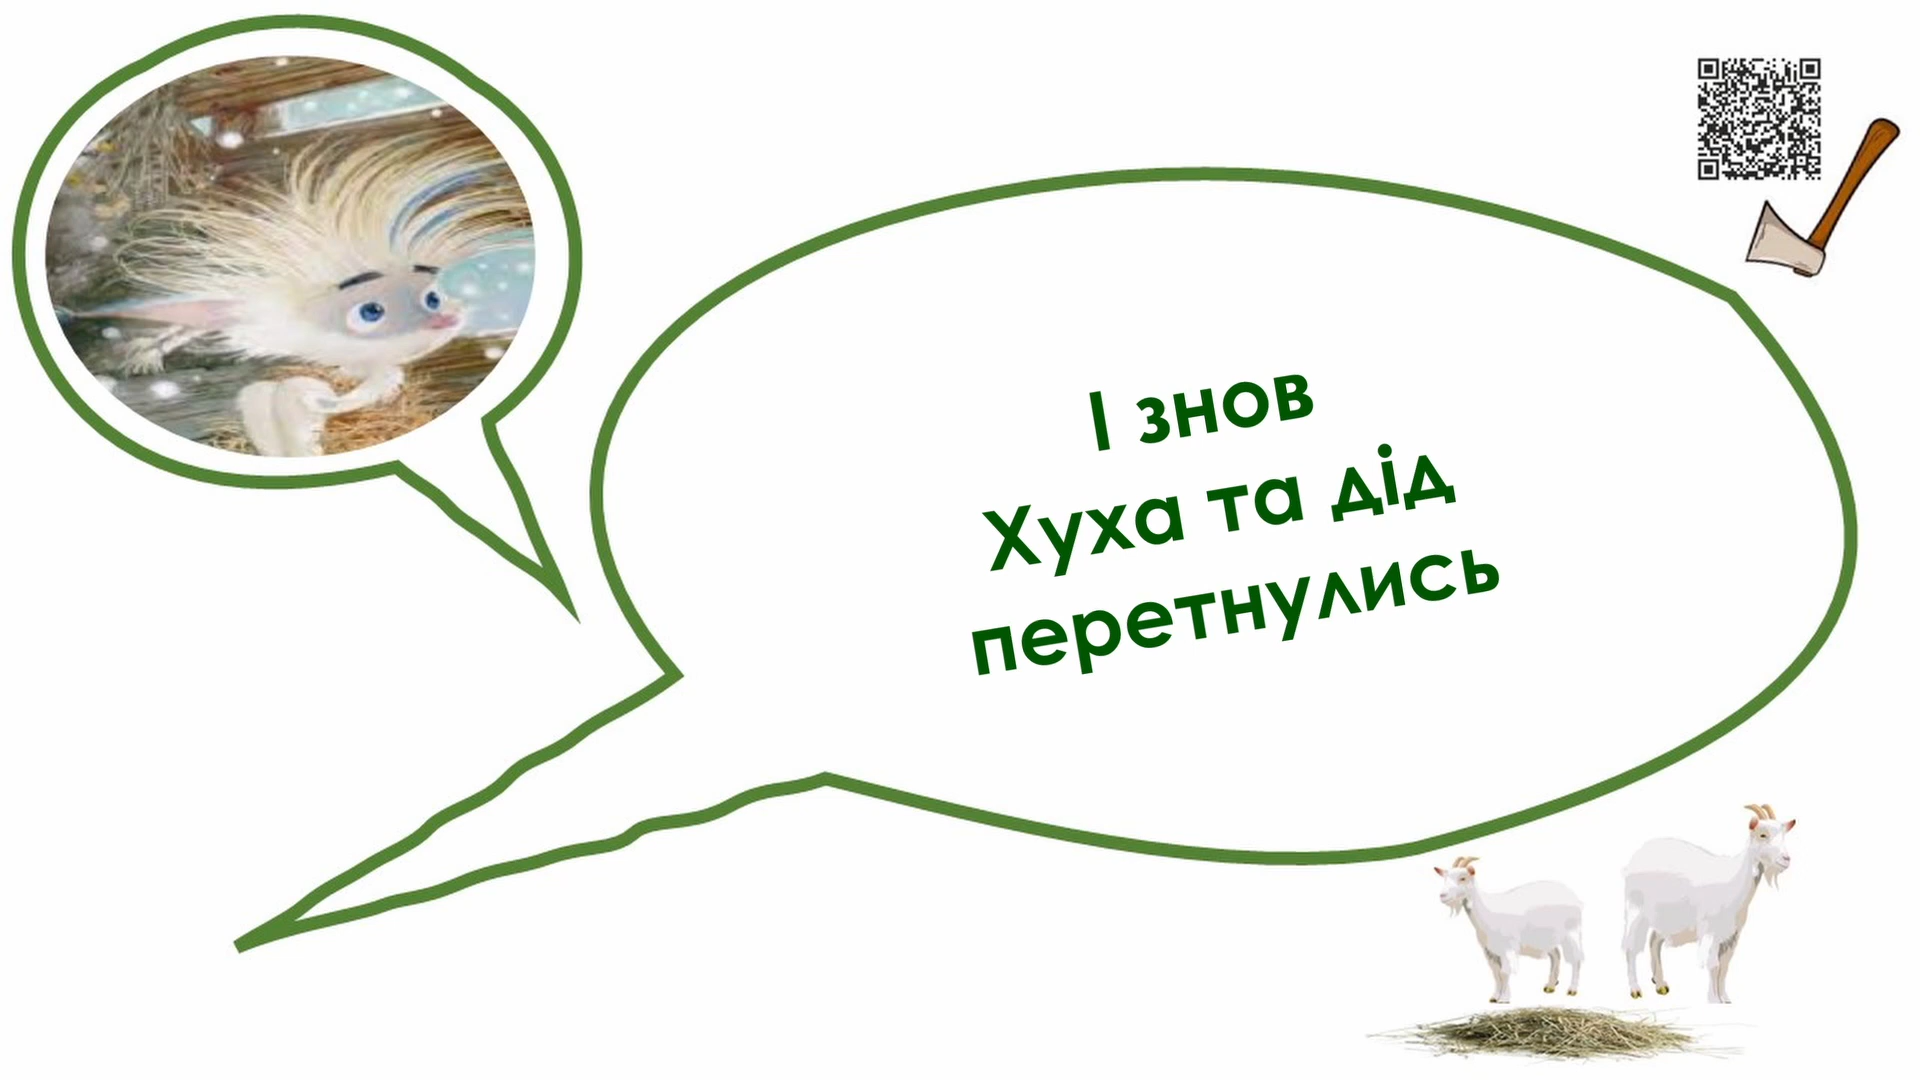 І знов
Хуха та дід
перетнулись